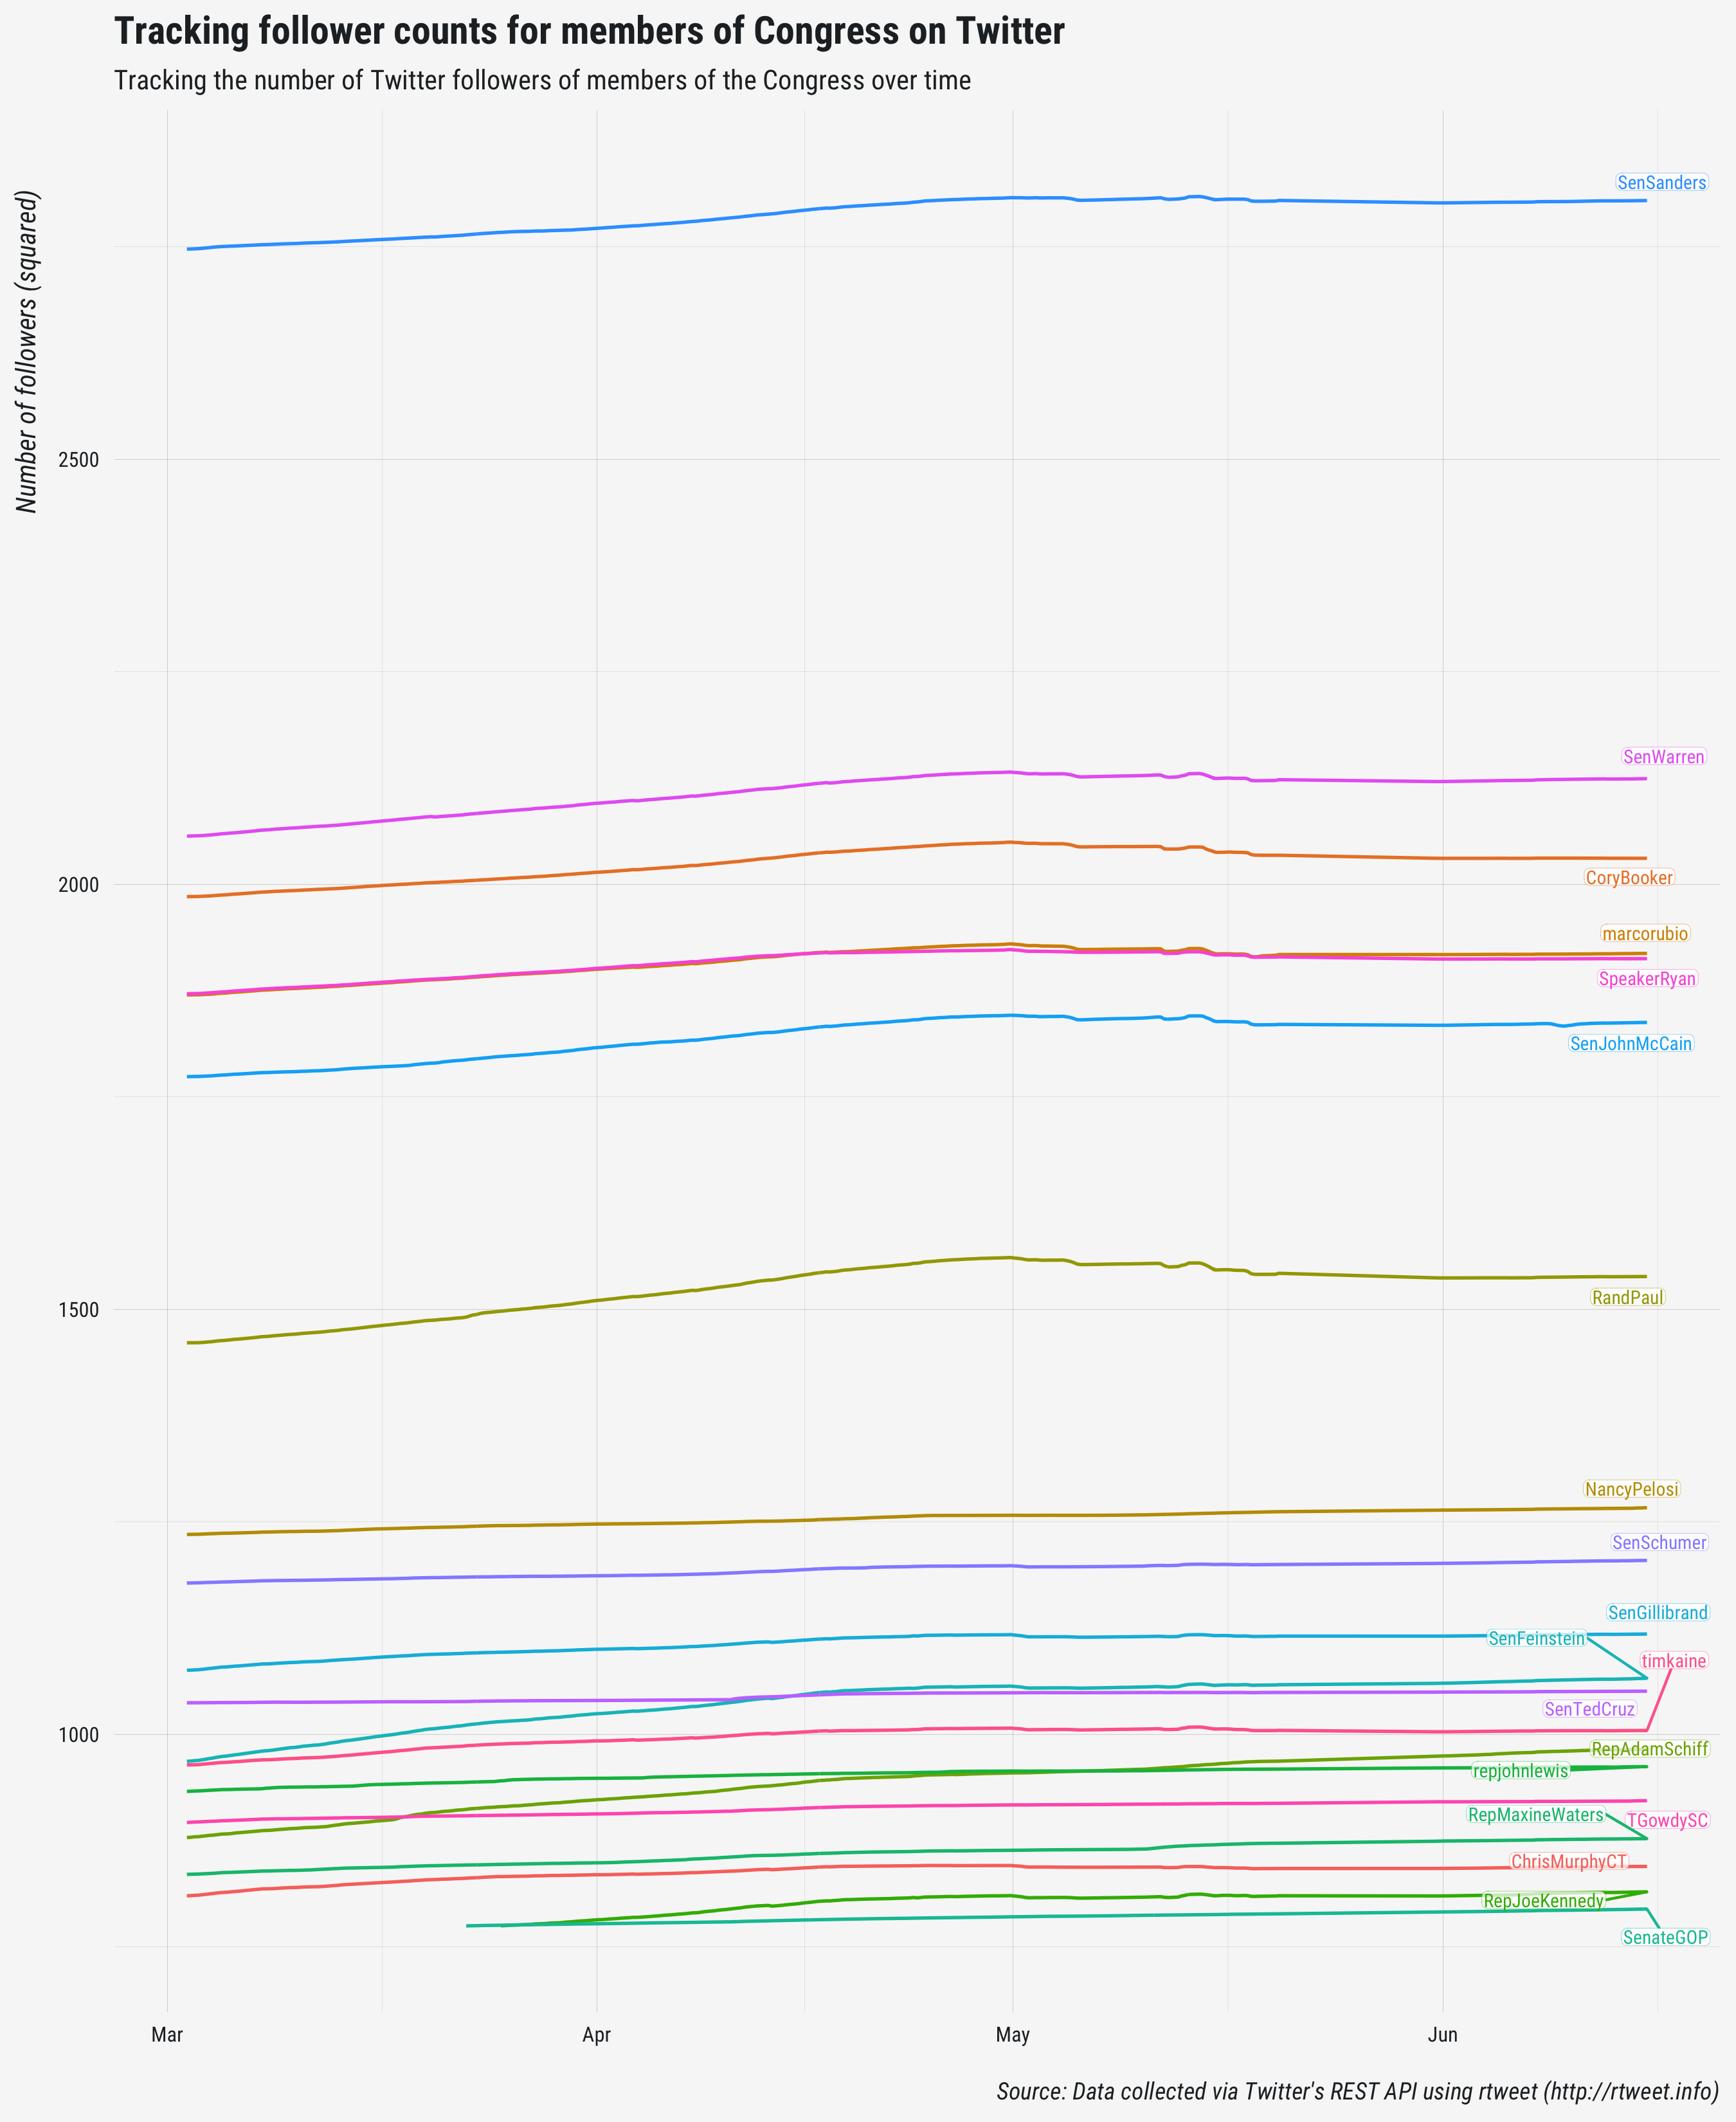 Tracking follower counts for members of Congress on Twitter
Tracking the number of Twitter followers of members of the Congress over time
Number of followers (squared)
2500
2000
1500
1000
SenSanders
SenWarren
CoryBooker
marcorubio
SpeakerRyan
SenJohnMcCain
RandPaul
NancyPelosi
SenSchumer
SenGillibrand
SenFeinstein
timkaine
SenTedCruz
RepAdamSchiff
repjohnlewis
RepMaxineWaters
TGowdySC
ChrisMurphyCT
RepJoeKennedy
SenateGOP
Mar Apr May Jun
Source: Data collected via Twitter's REST API using rtweet (http://rtweet.info)